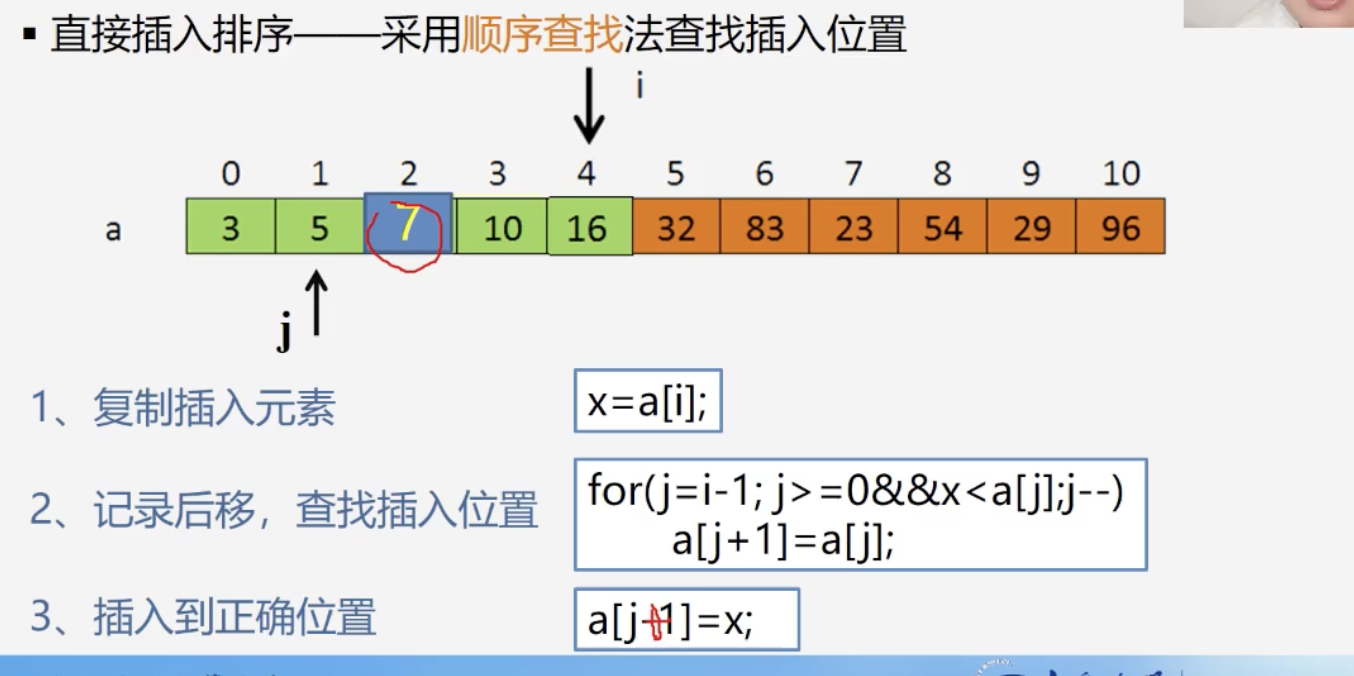 ▪ 直接插入排序——采用顺序查找法查找插入位置
i
0 1 2 3 4 5 6 7 8 9 10
a 3 5 7 10 16 32 83 23 54 29 96
j
1、复制插入元素 x=a[i];
2、记录后移，查找插入位置 for(j=i-1; j>=0&&x<a[j];j--)
a[j+1]=a[j];
3、插入到正确位置 a[j+1]=x;